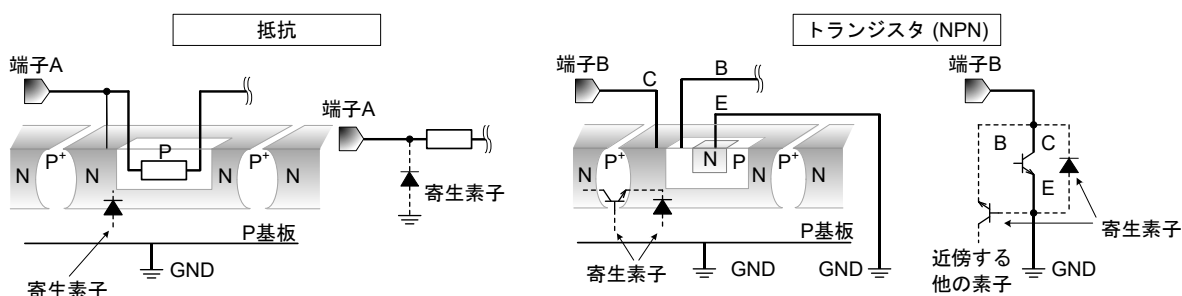 抵抗
トランジスタ (NPN)
端子A
端子A
P
N
P+
N
P+
N
寄生素子
P基板
GND
寄生素子
端子B
C
B
E
N
P+
N
N
P
P+
N
P基板
寄生素子
GND
GND
端子B
B
C
E
寄生素子
近傍する
他の素子
GND